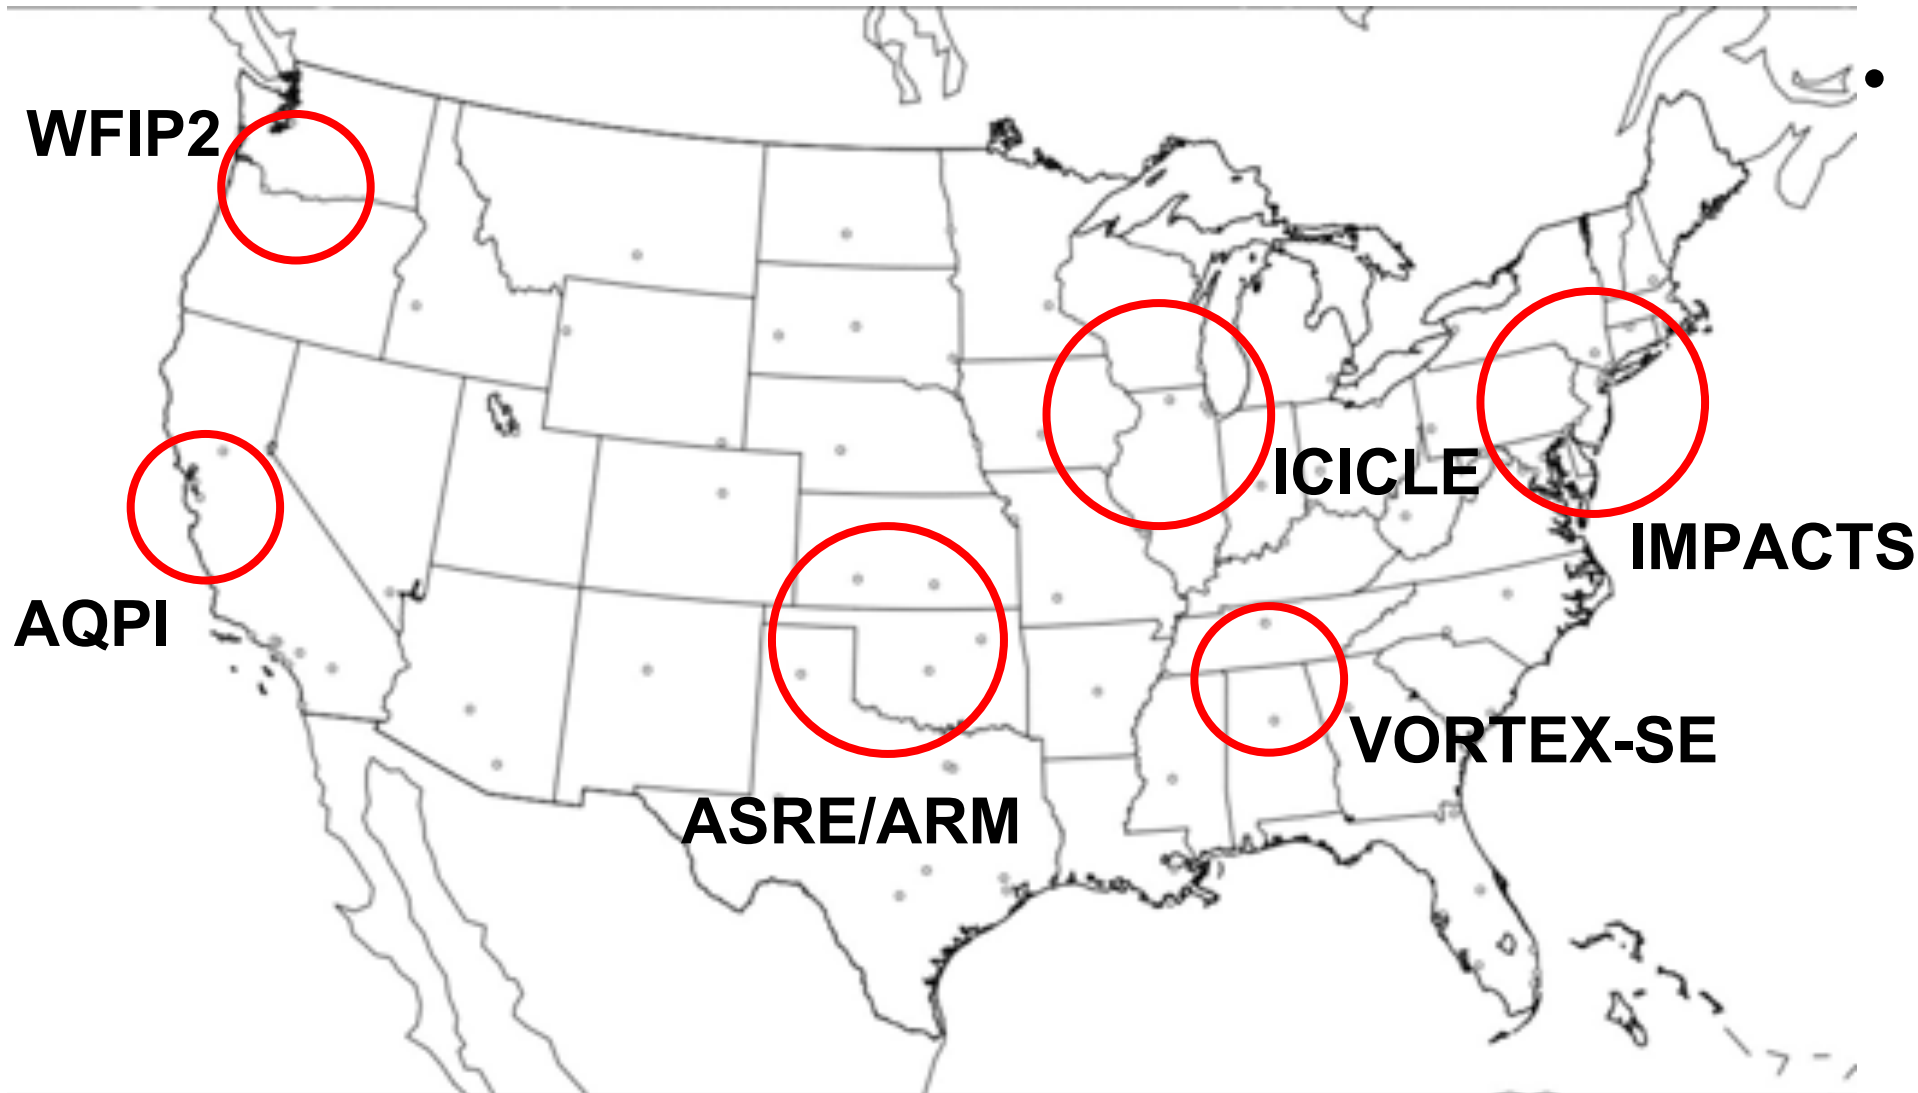 •
WFIP2
ICICLE
IMPACTS
AQPI
VORTEX-SE
ASRE/ARM